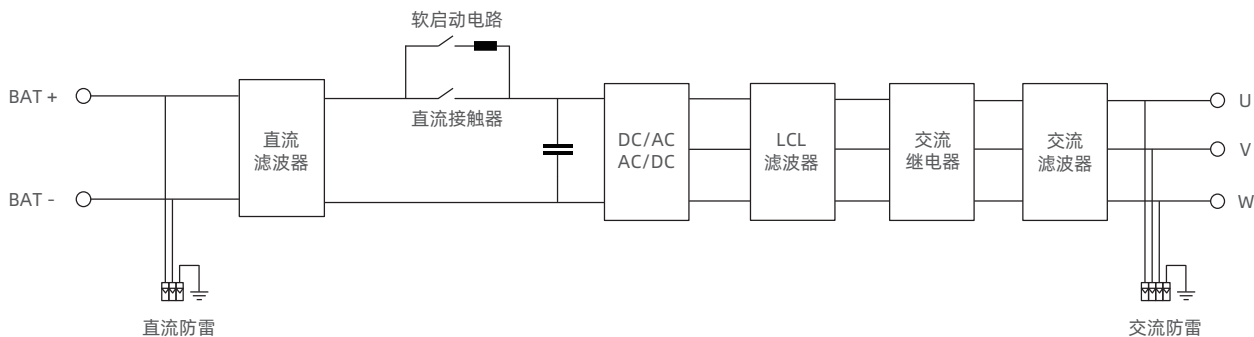 软启动电路
BAT +
直流接触器
直流
滤波器
DC/AC
AC/DC
LCL
滤波器
交流
继电器
交流
滤波器
U
V
BAT -
W
直流防雷
交流防雷